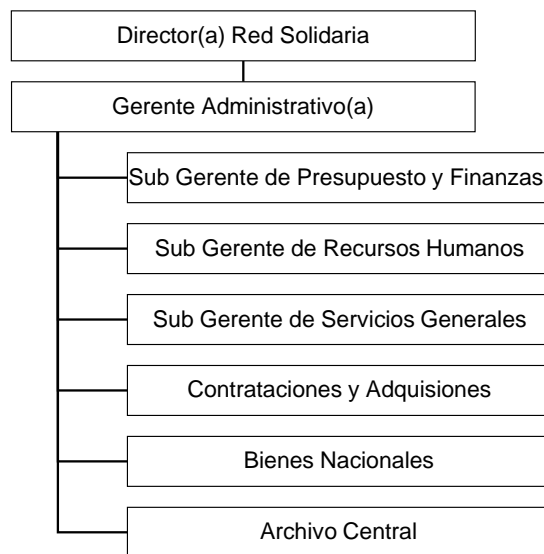 Director(a) Red Solidaria
Gerente Administrativo(a)
Sub Gerente de Presupuesto y Finanzas
Sub Gerente de Recursos Humanos
Sub Gerente de Servicios Generales
Contrataciones y Adquisiones
Bienes Nacionales
Archivo Central